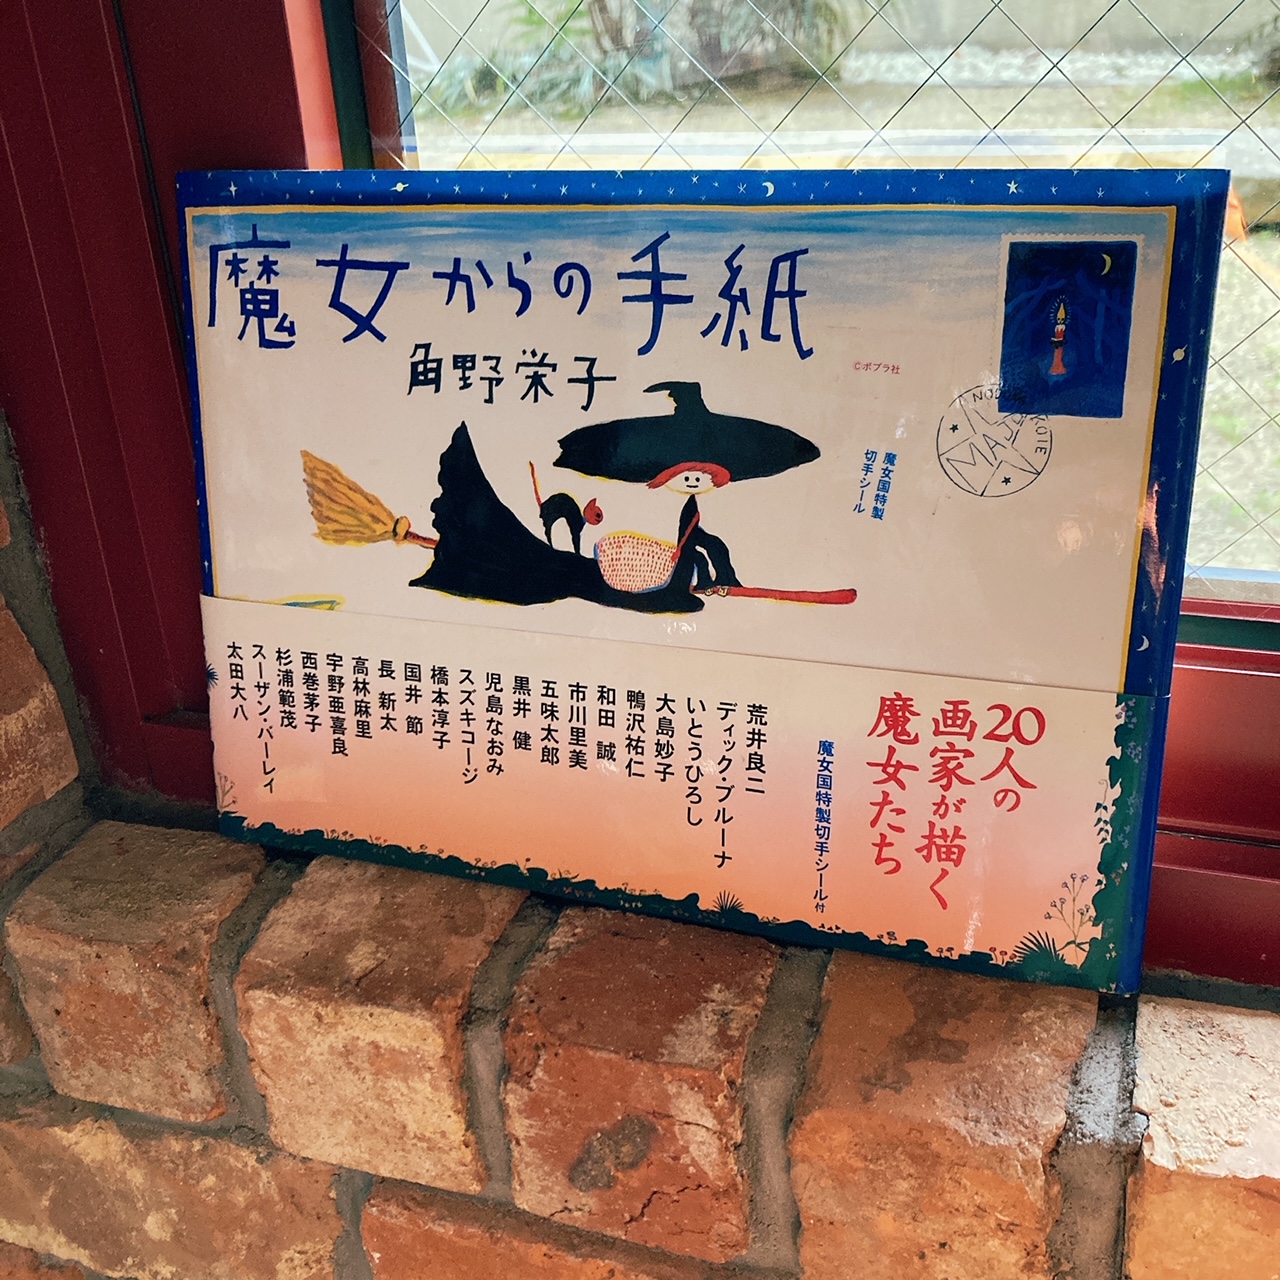 魔女からの手紙
角野栄子
©ポプラ社
魔女国特製
切手シール
MAJO
20人の
画家が描く
魔女たち
魔女国特製切手シール付
荒井良二
ディック・ブルーナ
いとうひろし
大島妙子
鴨沢祐仁
和田 誠
市川里美
五味太郎
黒井 健
児島なおみ
スズキコージ
橋本淳子
国井 節
長 新太
高林麻里
宇野亜喜良
西巻茅子
杉浦範茂
スーザン・バーレイ
太田大八